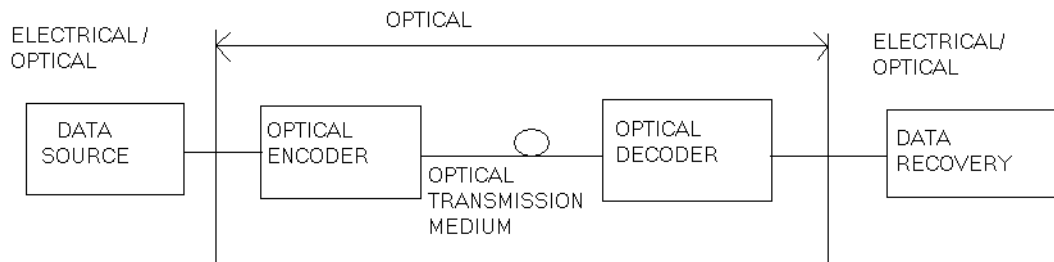 OPTICAL
ELECTRICAL /
OPTICAL
ELECTRICAL/
OPTICAL
DATA
SOURCE
OPTICAL
ENCODER
OPTICAL
TRANSMISSION
MEDIUM
OPTICAL
DECODER
DATA
RECOVERY